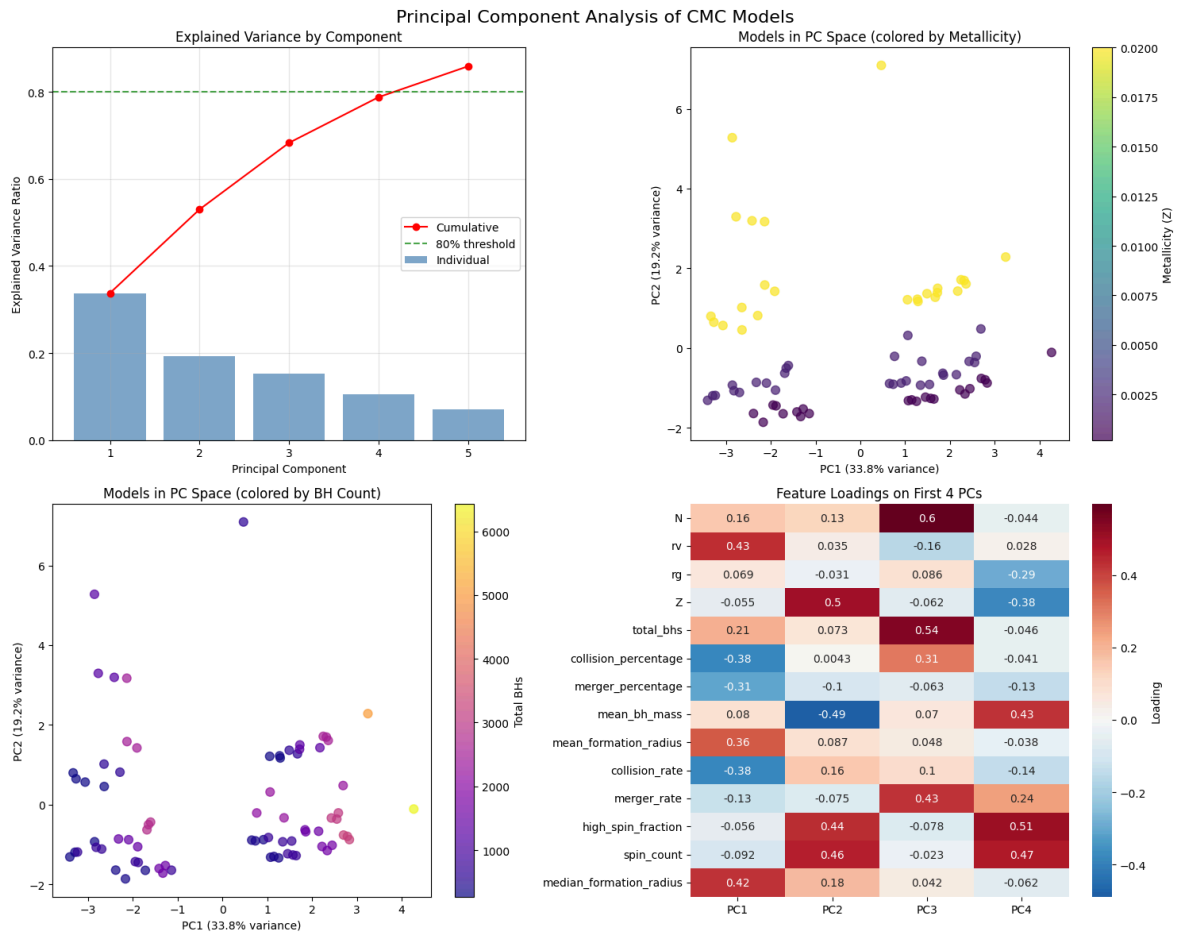 Principal Component Analysis of CMC Models
Explained Variance by Component
Explained Variance Ratio
0.8
0.6
0.4
0.2
0.0
Cumulative
80% threshold
Individual
1 2 3 4 5
Principal Component
Models in PC Space (colored by Metallicity)
PC2 (19.2% variance)
6
4
2
0
−2
−3 −2 −1 0 1 2 3 4
PC1 (33.8% variance)
0.0200
0.0175
0.0150
0.0125
0.0100
0.0075
0.0050
0.0025
Metallicity (Z)
Models in PC Space (colored by BH Count)
PC2 (19.2% variance)
6
4
2
0
−2
−3 −2 −1 0 1 2 3 4
PC1 (33.8% variance)
6000
5000
4000
3000
2000
1000
Total BHs
Feature Loadings on First 4 PCs
N 0.16 0.13 0.6 -0.044
rv 0.43 0.035 -0.16 0.028
rg 0.069 -0.031 0.086 -0.29
Z -0.055 0.5 -0.062 -0.38
total_bhs 0.21 0.073 0.54 -0.046
collision_percentage -0.38 0.0043 0.31 -0.041
merger_percentage -0.31 -0.1 -0.063 -0.13
mean_bh_mass 0.08 -0.49 0.07 0.43
mean_formation_radius 0.36 0.087 0.048 -0.038
collision_rate -0.38 0.16 0.1 -0.14
merger_rate -0.13 -0.075 0.43 0.24
high_spin_fraction -0.056 0.44 -0.078 0.51
spin_count -0.092 0.46 -0.023 0.47
median_formation_radius 0.42 0.18 0.042 -0.062
PC1 PC2 PC3 PC4
0.4
0.2
0.0
−0.2
−0.4
Loading